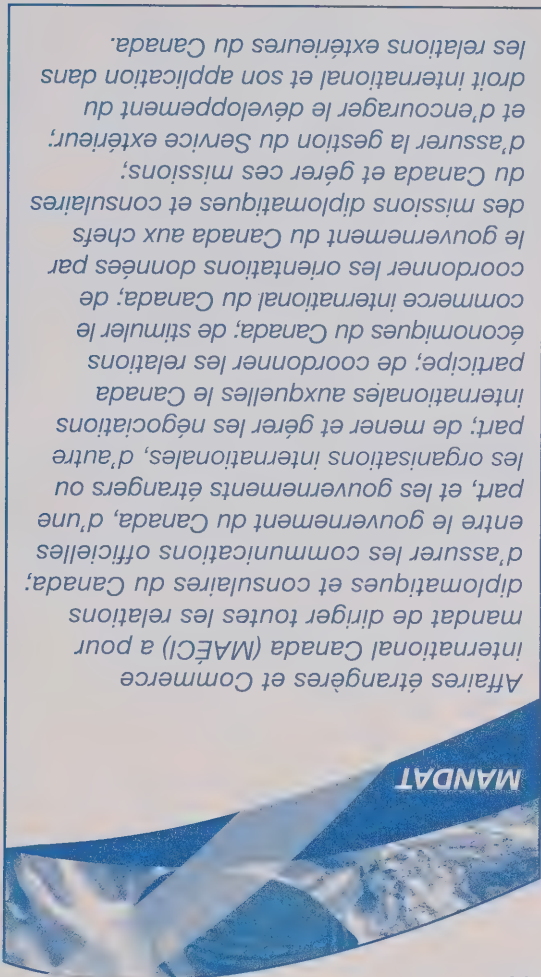 MANDAT
Affaires étrangères et Commerce
international Canada (MAÉCI) a pour
mandat de diriger toutes les relations
diplomatiques et consulaires du Canada;
d'assurer les communications officielles
entre le gouvernement du Canada, d'une
part, et les gouvernements étrangers ou
les organisations internationales, d'autre
part; de mener et gérer les négociations
internationales auxquelles le Canada
participe; de coordonner les relations
économiques du Canada; de stimuler le
commerce international du Canada; de
coordonner les orientations données par
le gouvernement du Canada aux chefs
des missions diplomatiques et consulaires
du Canada et gérer ces missions;
d'assurer la gestion du Service extérieur;
et d'encourager le développement du
droit international et son application dans
les relations extérieures du Canada.